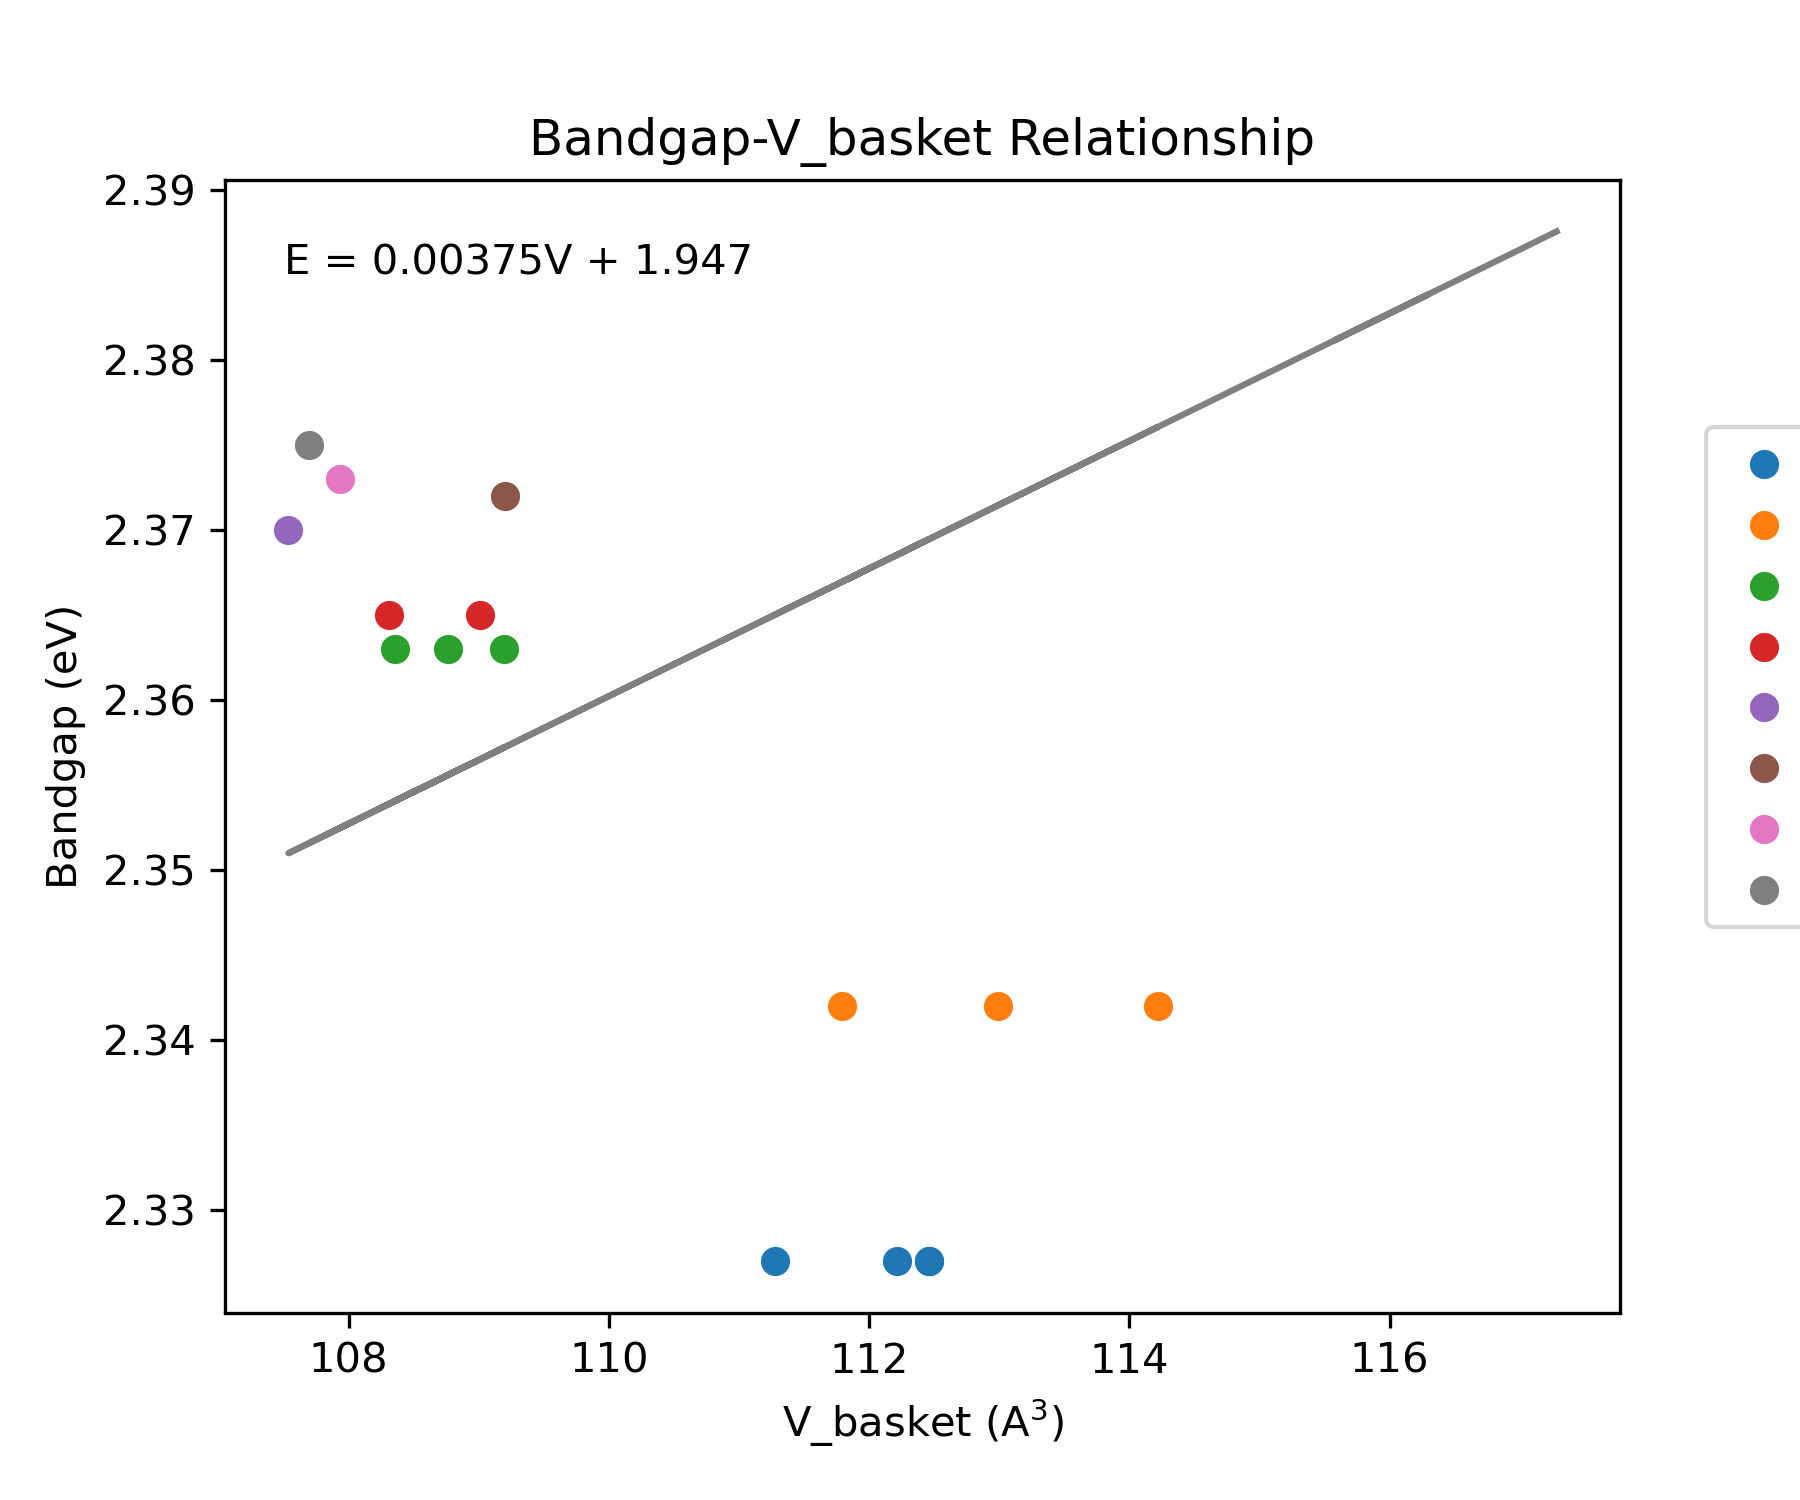 Bandgap-V_basket Relationship
E = 0.00375V + 1.947
2.39
2.38
2.37
2.36
2.35
2.34
2.33
Bandgap (eV)
108 110 112 114 116
V_basket (A³)